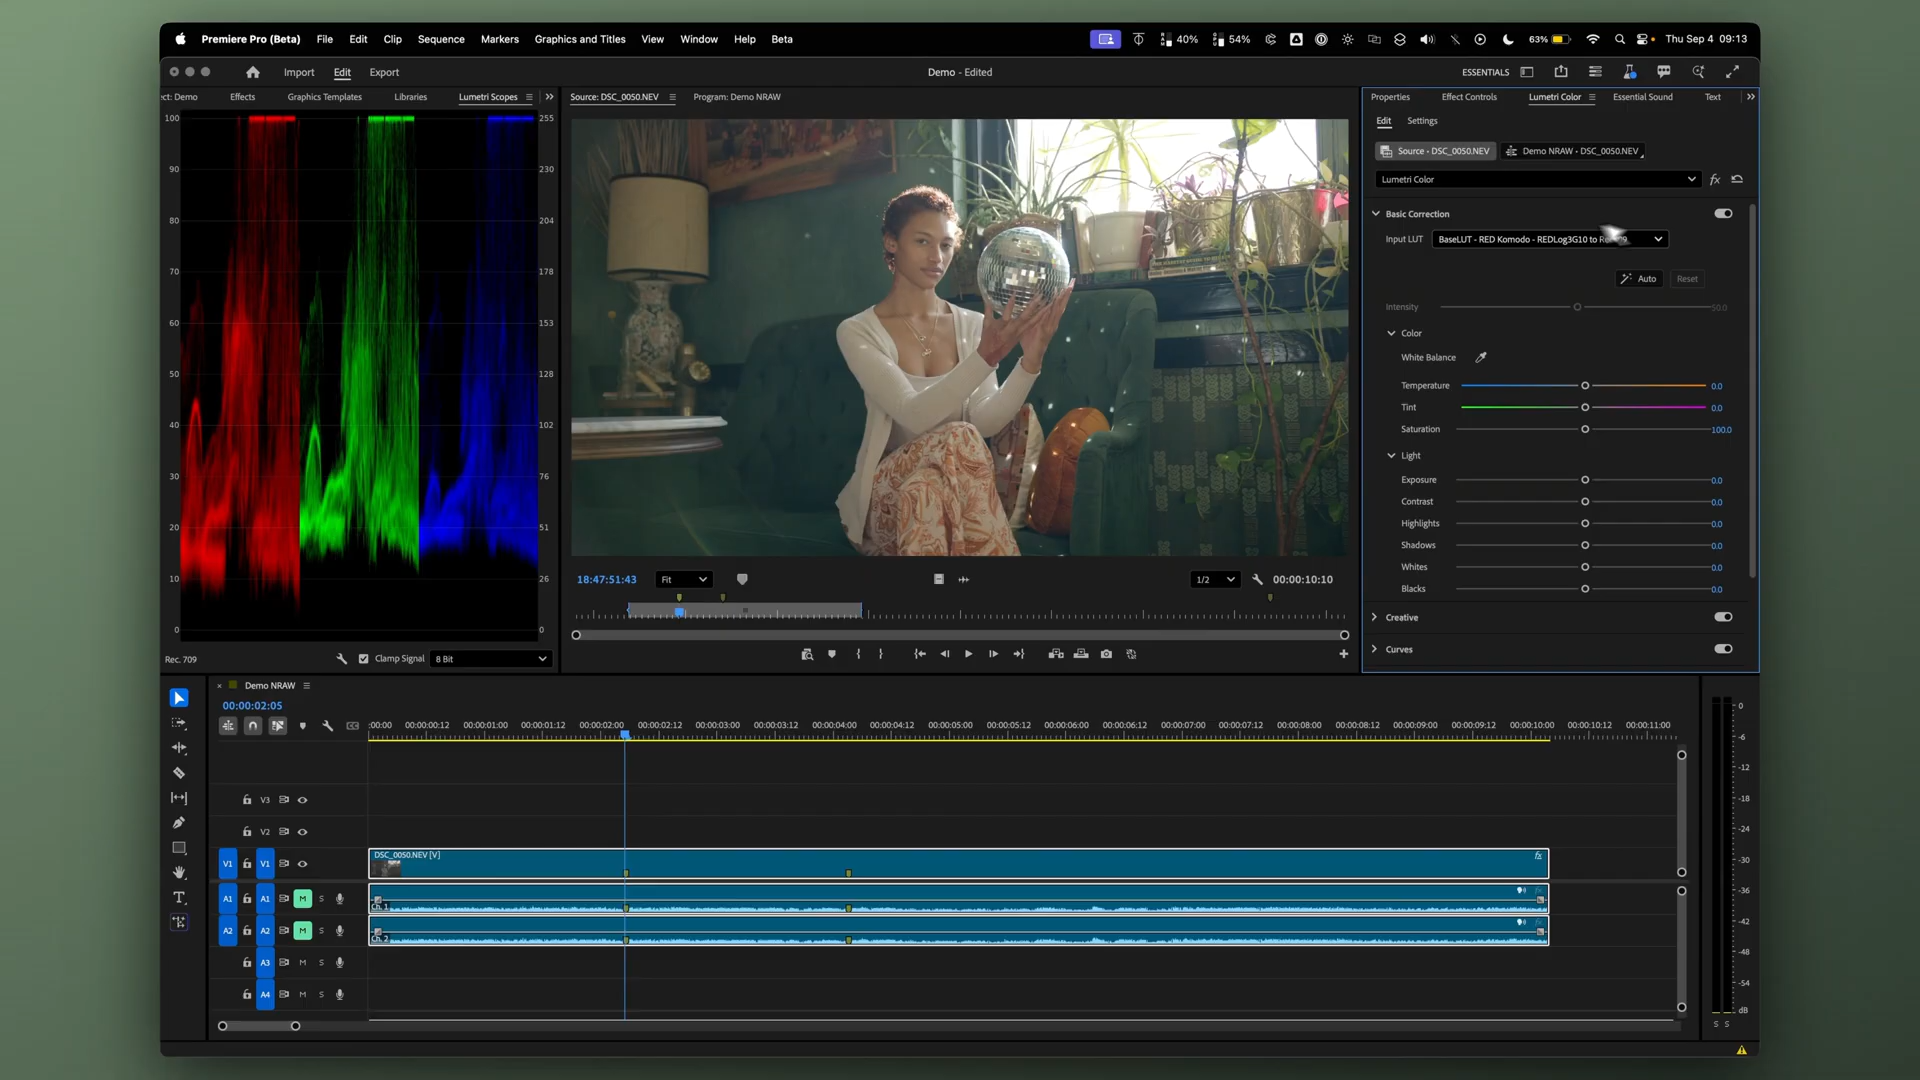 Premiere Pro (Beta) File Edit Clip Sequence Markers Graphics and Titles View Window Help Beta 40% 54% 63% Thu Sep 4 09:13
Import Edit Export Demo - Edited ESSENTIALS
ect: Demo Effects Graphics Templates Libraries Lumetri Scopes
Source: DSC_0050.NEV Program: Demo NRAW
Properties Effect Controls Lumetri Color Essential Sound Text
100 255
90 230
80 204
70 178
60 153
50 128
40 102
30 76
20 51
10 26
0 0
Rec. 709 Clamp Signal 8 Bit
18:47:51:43 Fit 1/2 00:00:10:10
Edit Settings
Source - DSC_0050.NEV Demo NRAW • DSC_0050.NEV
Lumetri Color fx
Basic Correction
Input LUT BaseLUT - RED Komodo - REDLog3G10 to
Auto Reset
Intensity 50.0
Color
White Balance
Temperature 0.0
Tint 0.0
Saturation 100.0
Light
Exposure 0.0
Contrast 0.0
Highlights 0.0
Shadows 0.0
Whites 0.0
Blacks 0.0
Creative
Curves
Demo NRAW
00:00:02:05
CC
:00:00 00:00:00:12 00:00:01:00 00:00:01:12 00:00:02:00 00:00:02:12 00:00:03:00 00:00:03:12 00:00:04:00 00:00:04:12 00:00:05:00 00:00:05:12 00:00:06:00 00:00:06:12 00:00:07:00 00:00:07:12 00:00:08:00 00:00:08:12 00:00:09:00 00:00:09:12 00:00:10:00 00:00:10:12 00:00:11:00
V3
V2
V1 V1 DSC_0050.NEV [V] fx
A1 A1 M S Ch. 1
A2 A2 M S Ch. 2
A3 M S
A4 M S
0
-6
-12
-18
-24
-30
-36
-42
-48
-54
dB
S S